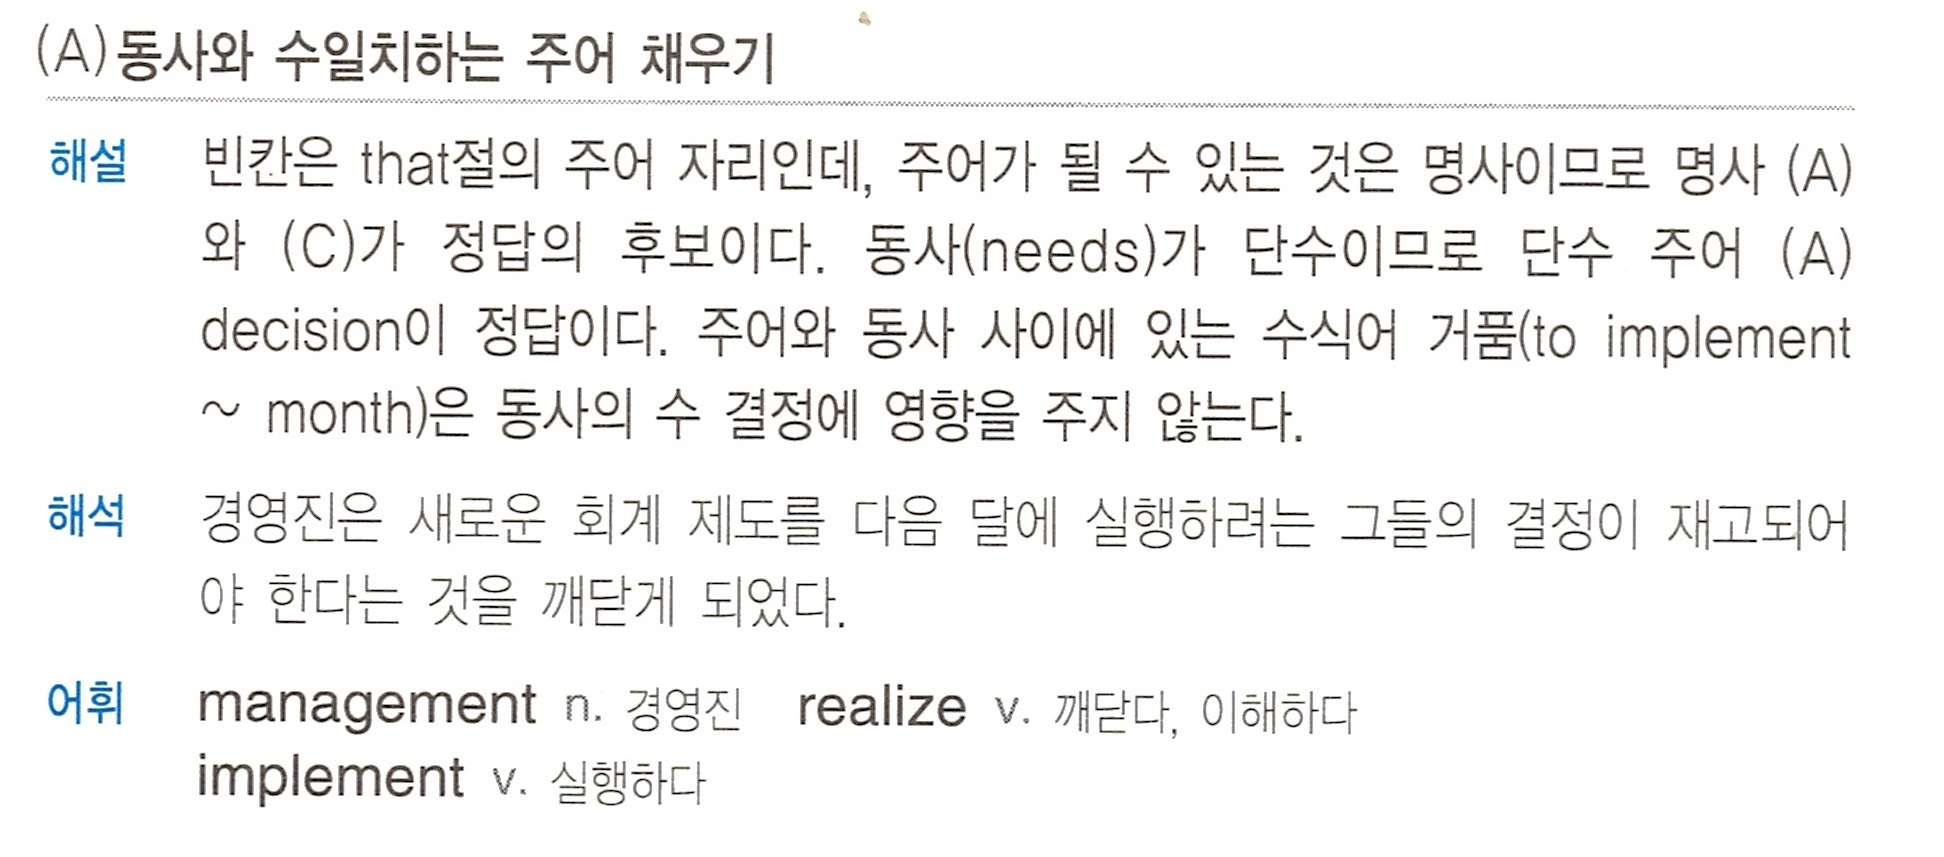 (A) 동사와 수일치하는 주어 채우기
해설 빈칸은 that절의 주어 자리인데, 주어가 될 수 있는 것은 명사이므로 명사 (A)
와 (C)가 정답의 후보이다. 동사(needs)가 단수이므로 단수 주어 (A)
decision이 정답이다. 주어와 동사 사이에 있는 수식어 거품(to implement
~ month)은 동사의 수 결정에 영향을 주지 않는다.
해석 경영진은 새로운 회계 제도를 다음 달에 실행하려는 그들의 결정이 재고되어
야 한다는 것을 깨닫게 되었다.
어휘 management n. 경영진 realize v. 깨닫다, 이해하다
implement v. 실행하다